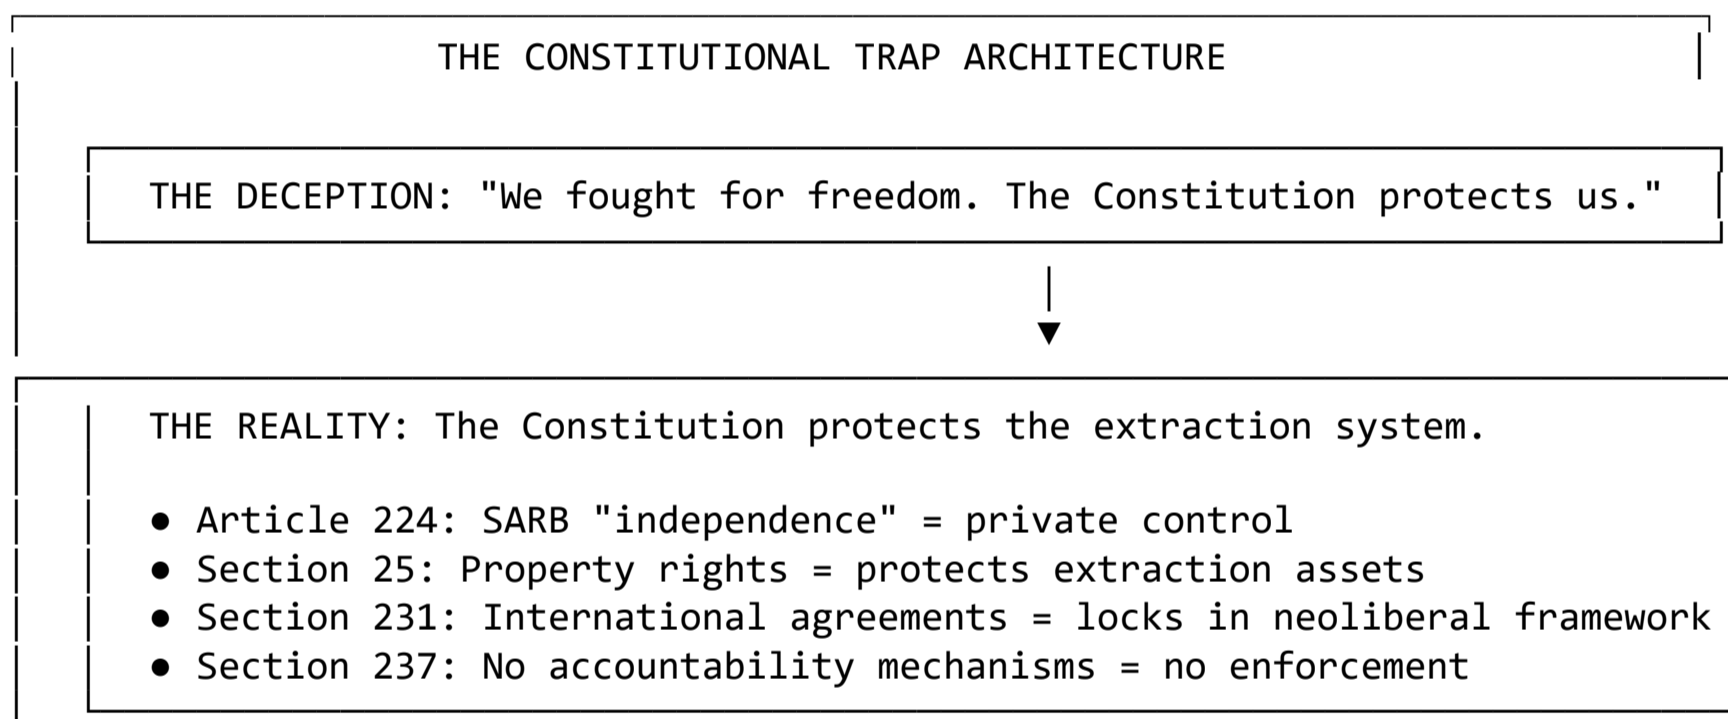 THE CONSTITUTIONAL TRAP ARCHITECTURE
THE DECEPTION: "We fought for freedom. The Constitution protects us."
THE REALITY: The Constitution protects the extraction system.
● Article 224: SARB "independence" = private control
● Section 25: Property rights = protects extraction assets
● Section 231: International agreements = locks in neoliberal framework
● Section 237: No accountability mechanisms = no enforcement